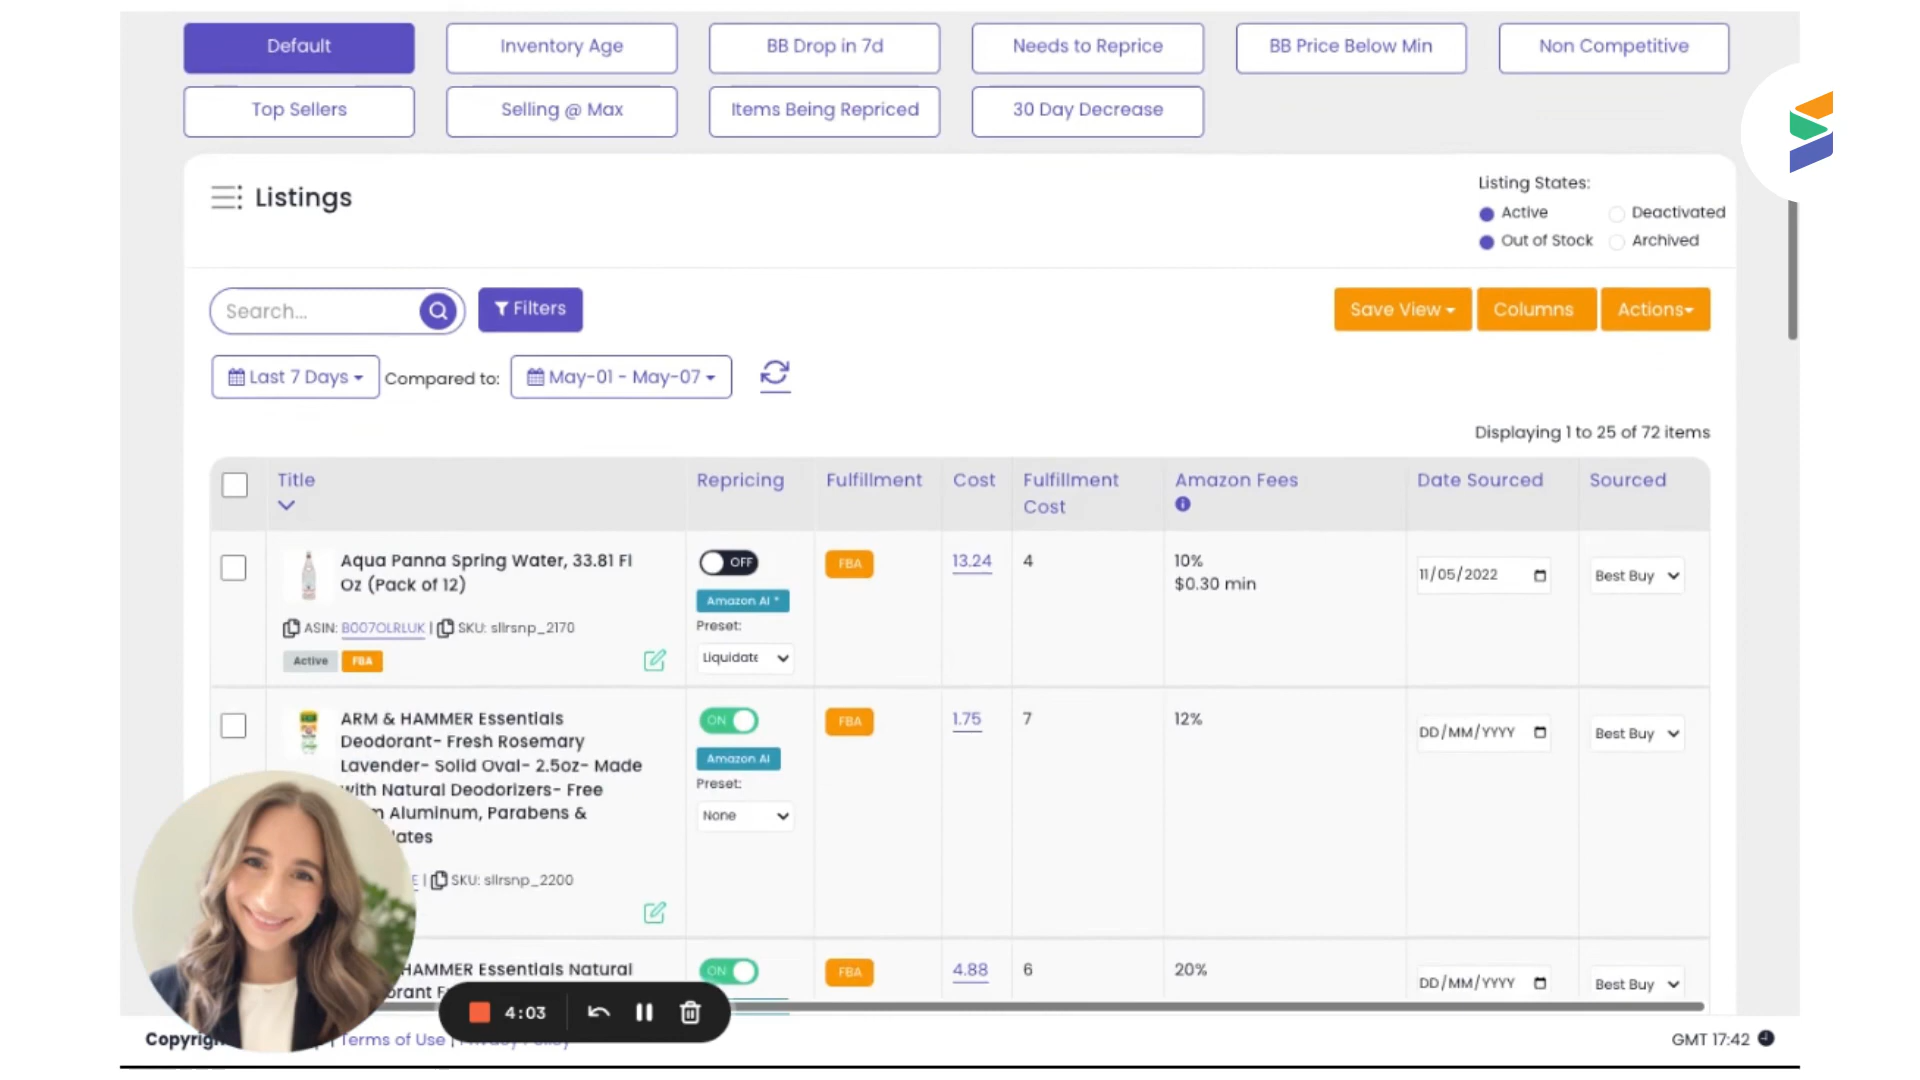 Default
Inventory Age
BB Drop in 7d
Needs to Reprice
BB Price Below Min
Non Competitive
Top Sellers
Selling @ Max
Items Being Repriced
30 Day Decrease
Listings
Listing States:
Active
Deactivated
Out of Stock
Archived
Search...
Filters
Save View
Columns
Actions
Last 7 Days
Compared to:
May-01 - May-07
Displaying 1 to 25 of 72 items
Title
Repricing
Fulfillment
Cost
Fulfillment
Cost
Amazon Fees
Date Sourced
Sourced
Aqua Panna Spring Water, 33.81 Fl
Oz (Pack of 12)
ASIN: B007OLRLUK | SKU: sllrsnp_2170
Active FBA
OFF
Amazon AI *
Preset:
Liquidate
FBA
13.24
4
10%
$0.30 min
11/05/2022
Best Buy
ARM & HAMMER Essentials
Deodorant- Fresh Rosemary
Lavender- Solid Oval- 2.5oz- Made
with Natural Deodorizers- Free
Aluminum, Parabens &
| SKU: sllrsnp_2200
ON
Amazon AI
Preset:
None
FBA
1.75
7
12%
DD/MM/YYYY
Best Buy
HAMMER Essentials Natural
ON
FBA
4.88
6
20%
DD/MM/YYYY
Best Buy
4:03
Terms of Use |
GMT 17:42